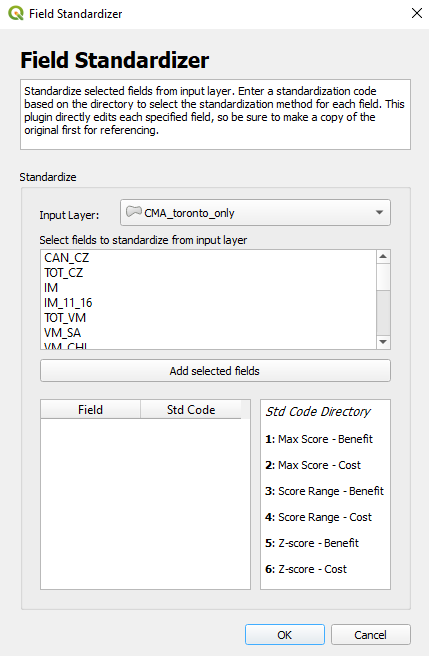 Field Standardizer
Field Standardizer
Standardize selected fields from input layer. Enter a standardization code
based on the directory to select the standardization method for each field. This
plugin directly edits each specified field, so be sure to make a copy of the
original first for referencing.
Standardize
Input Layer:
CMA_toronto_only
Select fields to standardize from input layer
CAN_CZ
TOT_CZ
IM
IM_11_16
TOT_VM
VM_SA
VM_CHI
Add selected fields
Field
Std Code
Std Code Directory
1: Max Score - Benefit
2: Max Score - Cost
3: Score Range - Benefit
4: Score Range - Cost
5: Z-score - Benefit
6: Z-score - Cost
OK
Cancel